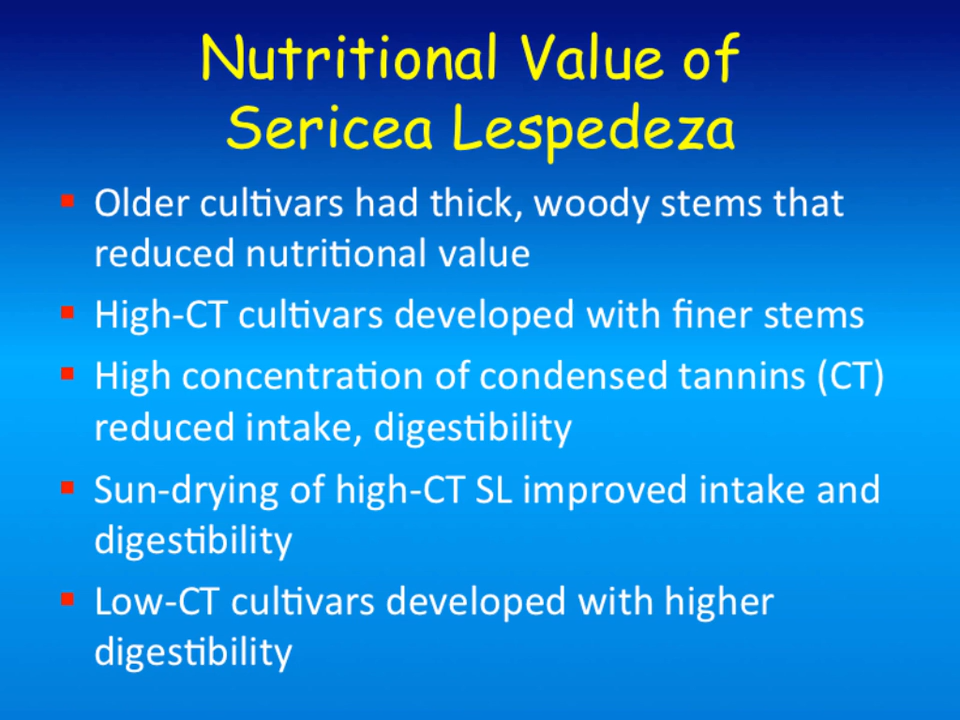 Nutritional Value of
Sericea Lespedeza
Older cultivars had thick, woody stems that
reduced nutritional value
High-CT cultivars developed with finer stems
High concentration of condensed tannins (CT)
reduced intake, digestibility
Sun-drying of high-CT SL improved intake and
digestibility
Low-CT cultivars developed with higher
digestibility